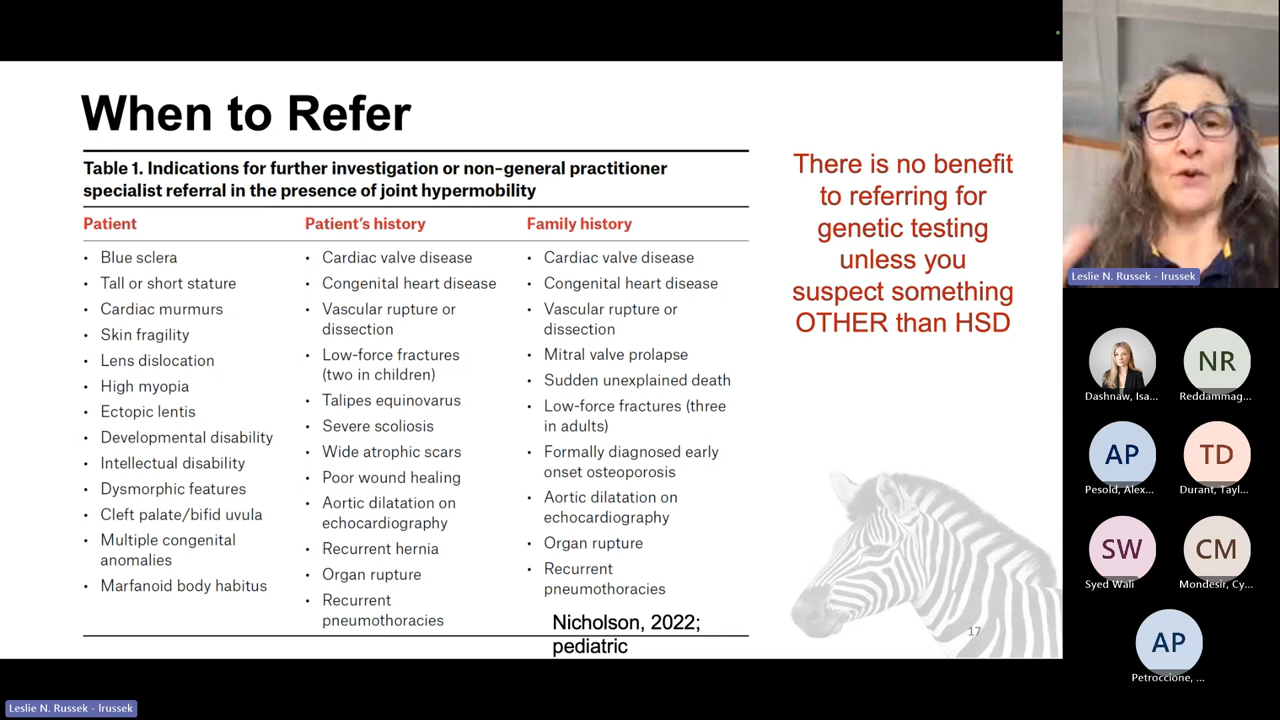 When to Refer
Table 1. Indications for further investigation or non-general practitioner
specialist referral in the presence of joint hypermobility
Patient
• Blue sclera
• Tall or short stature
• Cardiac murmurs
• Skin fragility
• Lens dislocation
• High myopia
• Ectopic lentis
• Developmental disability
• Intellectual disability
• Dysmorphic features
• Cleft palate/bifid uvula
• Multiple congenital
anomalies
• Marfanoid body habitus
Patient's history
• Cardiac valve disease
• Congenital heart disease
• Vascular rupture or
dissection
• Low-force fractures
(two in children)
• Talipes equinovarus
• Severe scoliosis
• Wide atrophic scars
• Poor wound healing
• Aortic dilatation on
echocardiography
• Recurrent hernia
• Organ rupture
• Recurrent
pneumothoracies
Family history
• Cardiac valve disease
• Congenital heart disease
• Vascular rupture or
dissection
• Mitral valve prolapse
• Sudden unexplained death
• Low-force fractures (three
in adults)
• Formally diagnosed early
onset osteoporosis
• Aortic dilatation on
echocardiography
• Organ rupture
• Recurrent
pneumothoracies
Nicholson, 2022;
pediatric
There is no benefit
to referring for
genetic testing
unless you
suspect something
OTHER than HSD
17
Leslie N. Russek - lrussek
Dashnaw, Isa...
NR
Reddammag...
AP
Pesold, Alex...
TD
Durant, Tayl...
SW
Syed Wali
CM
Mondesir, Cy...
AP
Petroccione, ...
Leslie N. Russek - lrussek